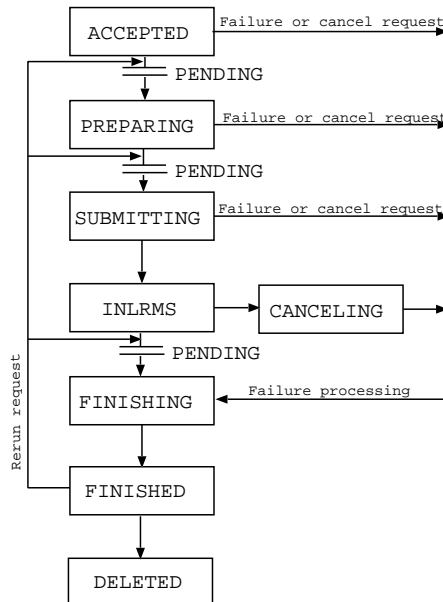 ACCEPTED
Failure or cancel request
PENDING
PREPARING
Failure or cancel request
PENDING
SUBMITTING
Failure or cancel request
INLRMS
CANCELING
PENDING
Rerun request
FINISHING
Failure processing
FINISHED
DELETED